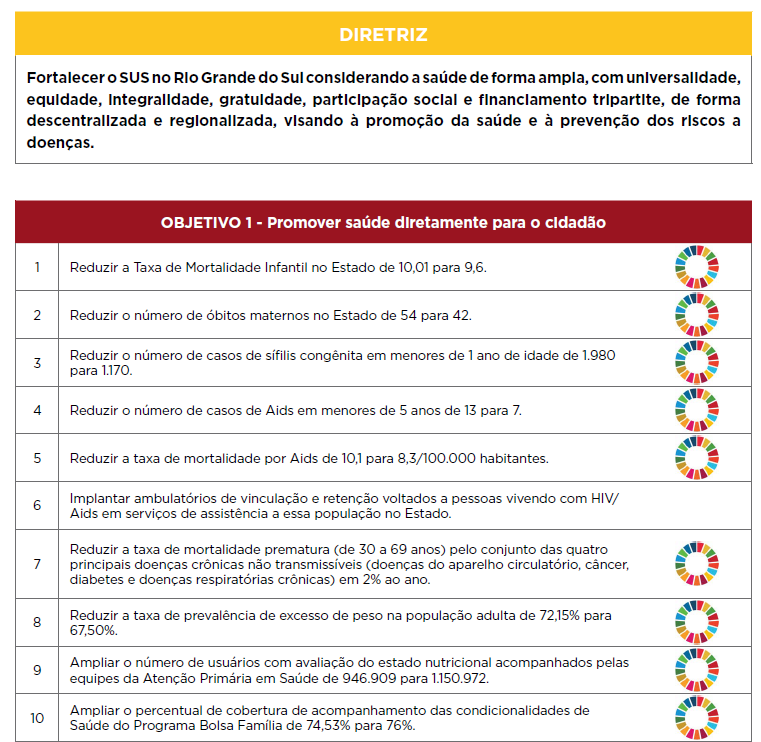 DIRETRIZ
Fortalecer o SUS no Rio Grande do Sul considerando a saúde de forma ampla, com universalidade,
equidade, integralidade, gratuidade, participação social e financiamento tripartite, de forma
descentralizada e regionalizada, visando à promoção da saúde e à prevenção dos riscos a
doenças.
OBJETIVO 1 - Promover saúde diretamente para o cidadão
1 Reduzir a Taxa de Mortalidade Infantil no Estado de 10,01 para 9,6.
2 Reduzir o número de óbitos maternos no Estado de 54 para 42.
3 Reduzir o número de casos de sífilis congênita em menores de 1 ano de idade de 1.980
para 1.170.
4 Reduzir o número de casos de Aids em menores de 5 anos de 13 para 7.
5 Reduzir a taxa de mortalidade por Aids de 10,1 para 8,3/100.000 habitantes.
6 Implantar ambulatórios de vinculação e retenção voltados a pessoas vivendo com HIV/
Aids em serviços de assistência a essa população no Estado.
7 Reduzir a taxa de mortalidade prematura (de 30 a 69 anos) pelo conjunto das quatro
principais doenças crônicas não transmissíveis (doenças do aparelho circulatório, câncer,
diabetes e doenças respiratórias crônicas) em 2% ao ano.
8 Reduzir a taxa de prevalência de excesso de peso na população adulta de 72,15% para
67,50%.
9 Ampliar o número de usuários com avaliação do estado nutricional acompanhados pelas
equipes da Atenção Primária em Saúde de 946.909 para 1.150.972.
10 Ampliar o percentual de cobertura de acompanhamento das condicionalidades de
Saúde do Programa Bolsa Família de 74,53% para 76%.